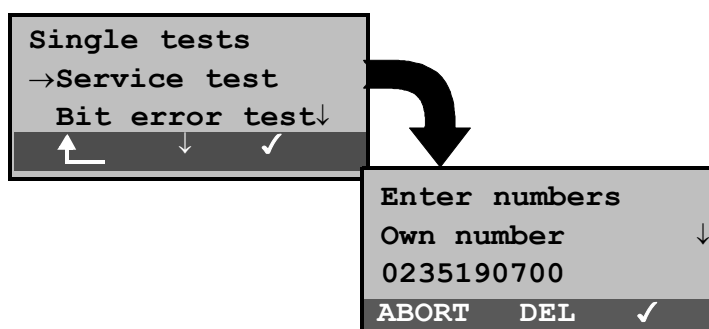 Single tests
→Service test
Bit error test↓
↓ ✓
Enter numbers
Own number ↓
0235190700
ABORT DEL ✓